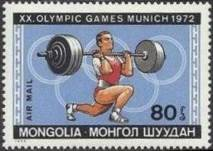 XX. OLYMPIC GAMES MUNICH 1972
AIR MAIL
80
MONGOLIA - МОНГОЛ ШУУДАН